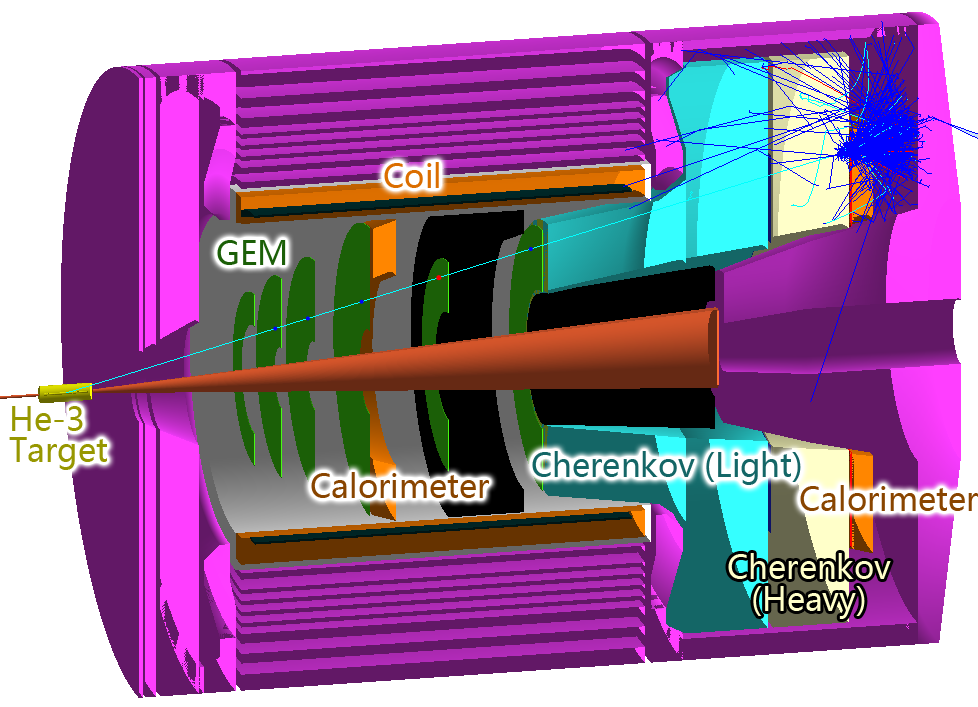 Coil
GEM
He-3
Target
Calorimeter
Cherenkov (Light)
Calorimeter
Cherenkov
(Heavy)